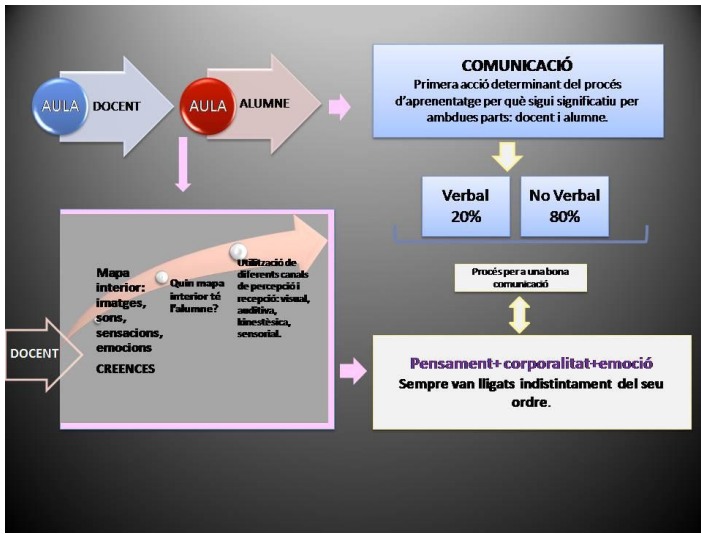 AULA
DOCENT
AULA
ALUMNE
COMUNICACIÓ
Primera acció determinant del procés
d'aprenentatge per què sigui significatiu per
ambdues parts: docent i alumne.
Verbal
20%
No Verbal
80%
Procés per a una bona
comunicació
DOCENT
Mapa
interior:
imatges,
sons,
sensacions,
emocions
CREENCES
Quin mapa
interior té
l'alumne?
Utilització de
diferents canals
de percepció i
recepció: visual,
auditiva,
kinestèsica,
sensorial.
Pensament+corporalitat+emoció
Sempre van lligats indistintament del seu
ordre.